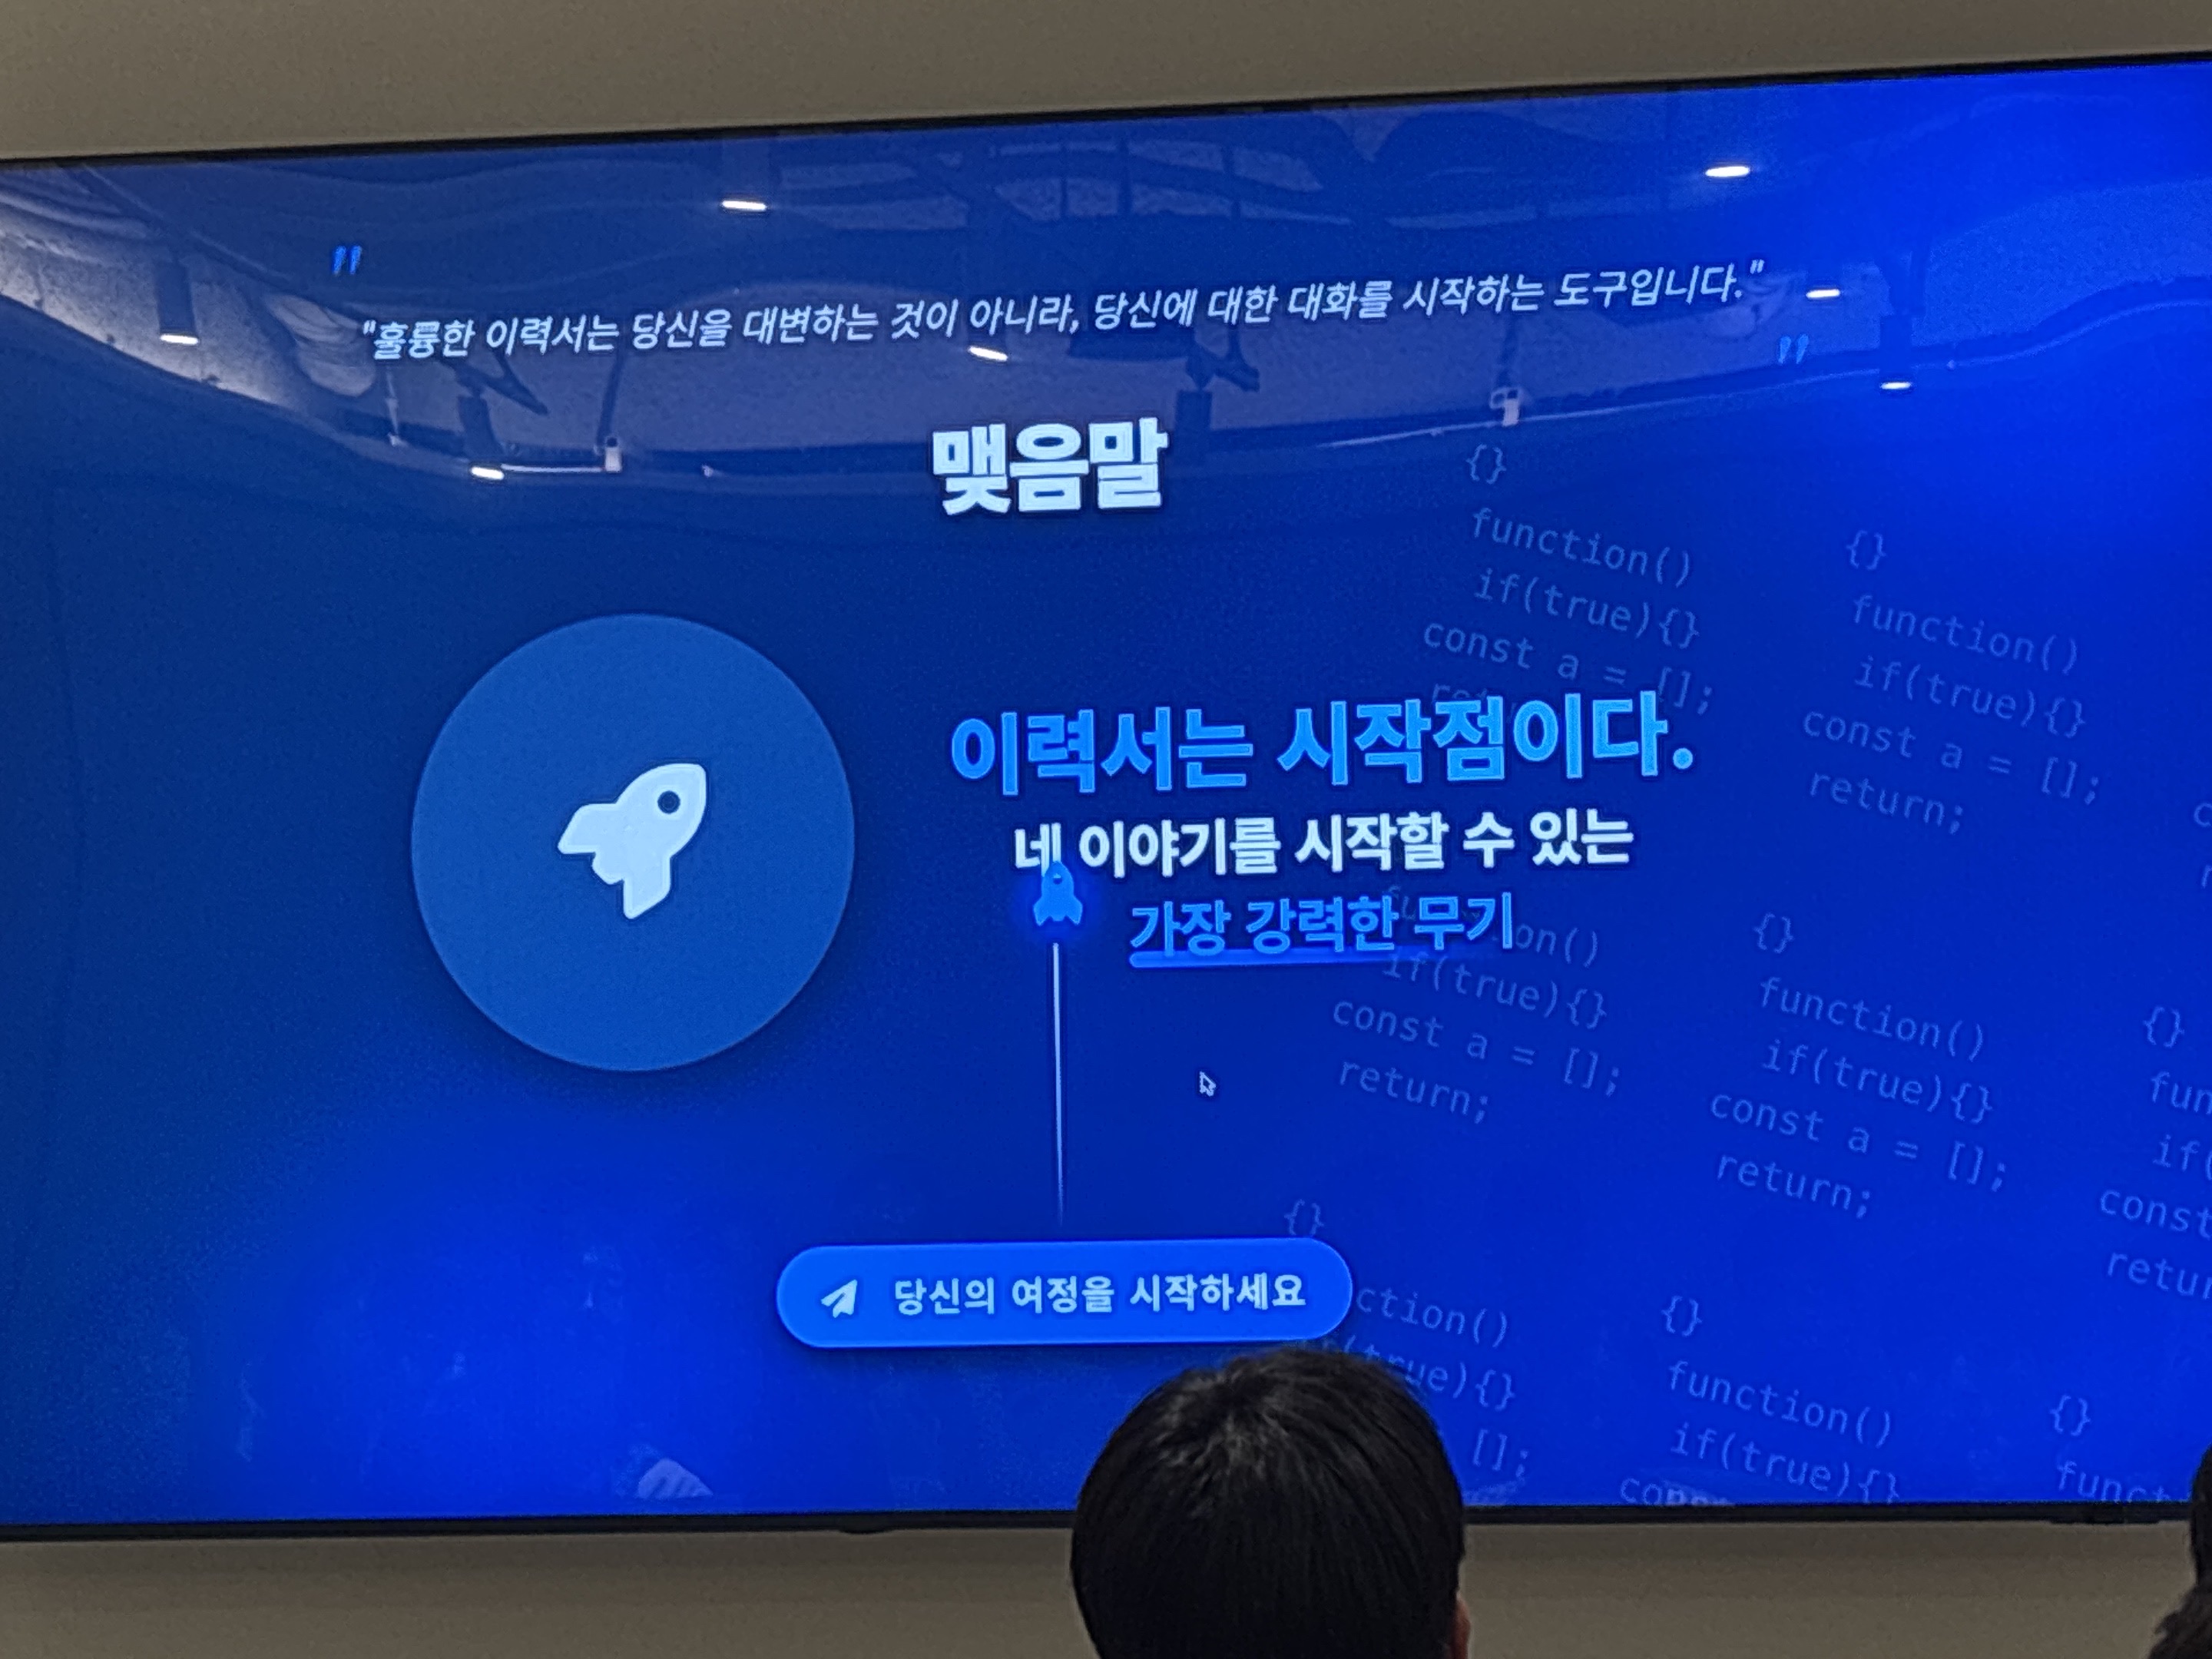 "
"훌륭한 이력서는 당신을 대변하는 것이 아니라, 당신에 대한 대화를 시작하는 도구입니다."
"
맺음말
이력서는 시작점이다.
네 이야기를 시작할 수 있는
가장 강력한 무기
당신의 여정을 시작하세요
{}
function()
if(true){}
const a = [];
{}
function()
if(true){}
const a = [];
return;
if(true){}
const a = [];
return;
{}
function()
if(true){}
const a = [];
return;
{}
const
{}
{}
function()
if(true){}
{}